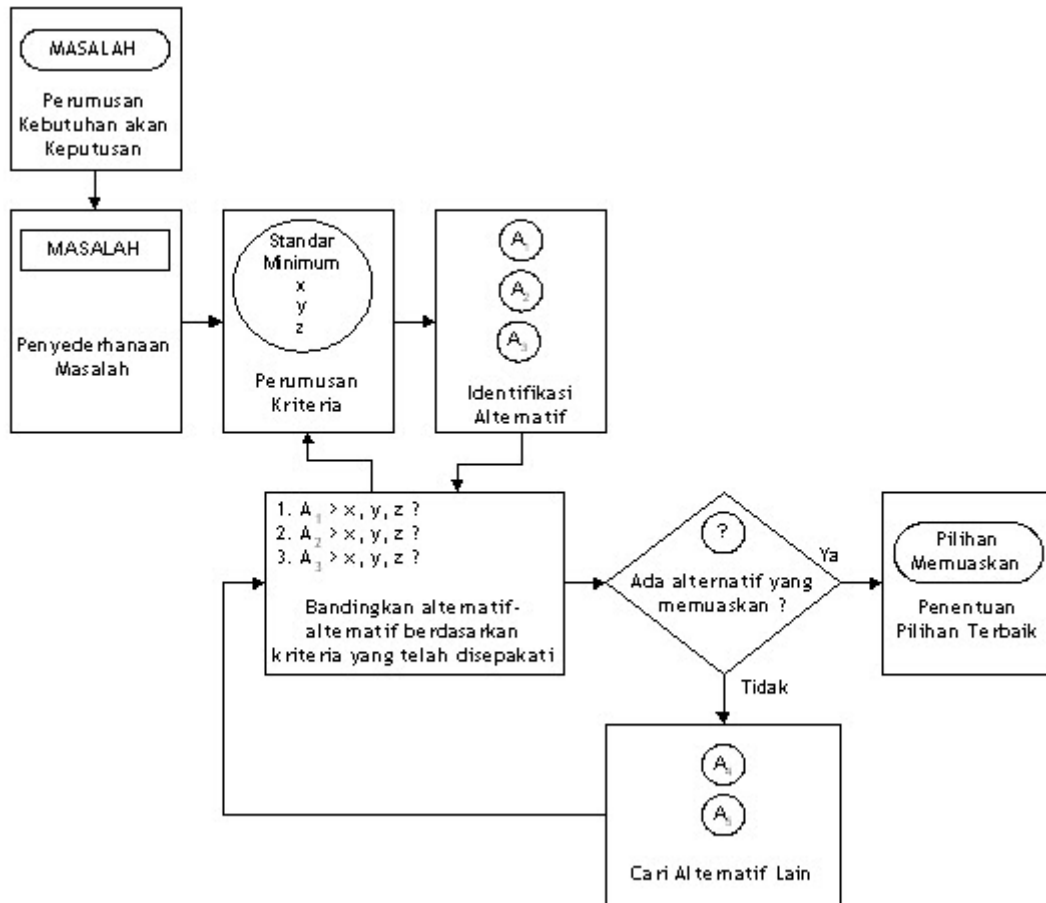 MASALAH
Perumusan
Kebutuhan akan
Keputusan
MASALAH
Penyederhanaan
Masalah
Standar
Minimum
x
y
z
Perumusan
Kriteria
A1
A2
A3
Identifikasi
Alternatif
1. A1 > x, y, z ?
2. A2 > x, y, z ?
3. A3 > x, y, z ?
Bandingkan alternatif-
alternatif berdasarkan
kriteria yang telah disepakati
?
Ada alternatif yang
memuaskan ?
Ya
Tidak
Pilihan
Memuaskan
Penentuan
Pilihan Terbaik
A4
A5
Cari Alternatif Lain